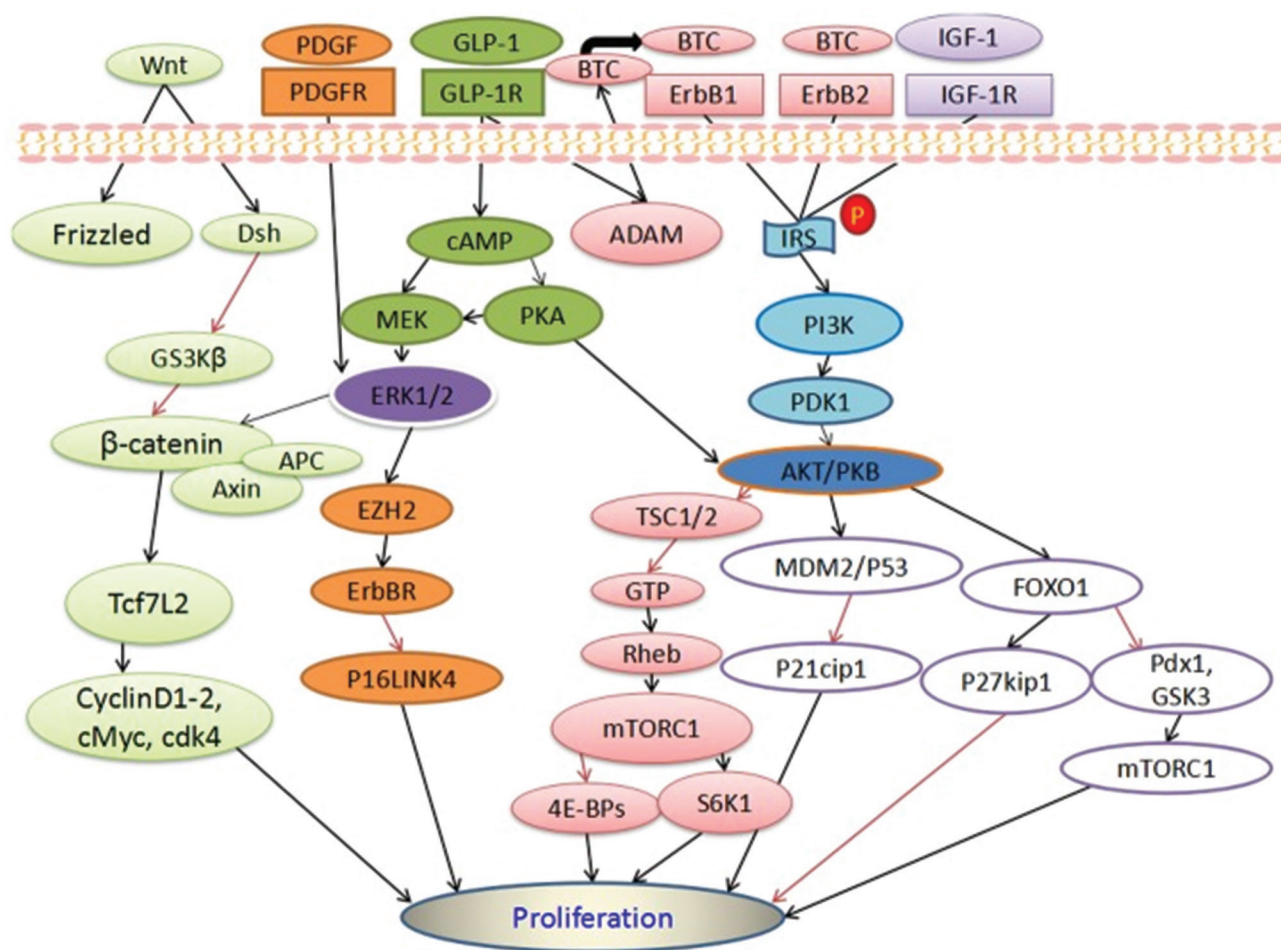 Wnt
PDGF
PDGFR
GLP-1
GLP-1R
BTC
BTC
ErbB1
BTC
ErbB2
IGF-1
IGF-1R
Frizzled
Dsh
cAMP
ADAM
IRS
P
MEK
PKA
PI3K
GS3Kβ
ERK1/2
PDK1
β-catenin
APC
Axin
AKT/PKB
EZH2
TSC1/2
MDM2/P53
FOXO1
Tcf7L2
ErbBR
GTP
Rheb
P21cip1
P27kip1
Pdx1,
GSK3
P16LINK4
CyclinD1-2,
cMyc, cdk4
mTORC1
mTORC1
4E-BPs
S6K1
Proliferation